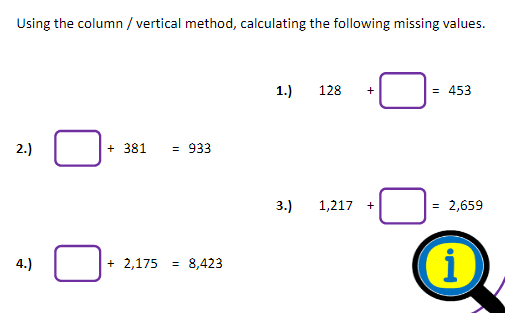 Using the column / vertical method, calculating the following missing values.
1.) 128 + = 453
2.) + 381 = 933
3.) 1,217 + = 2,659
4.) + 2,175 = 8,423
i